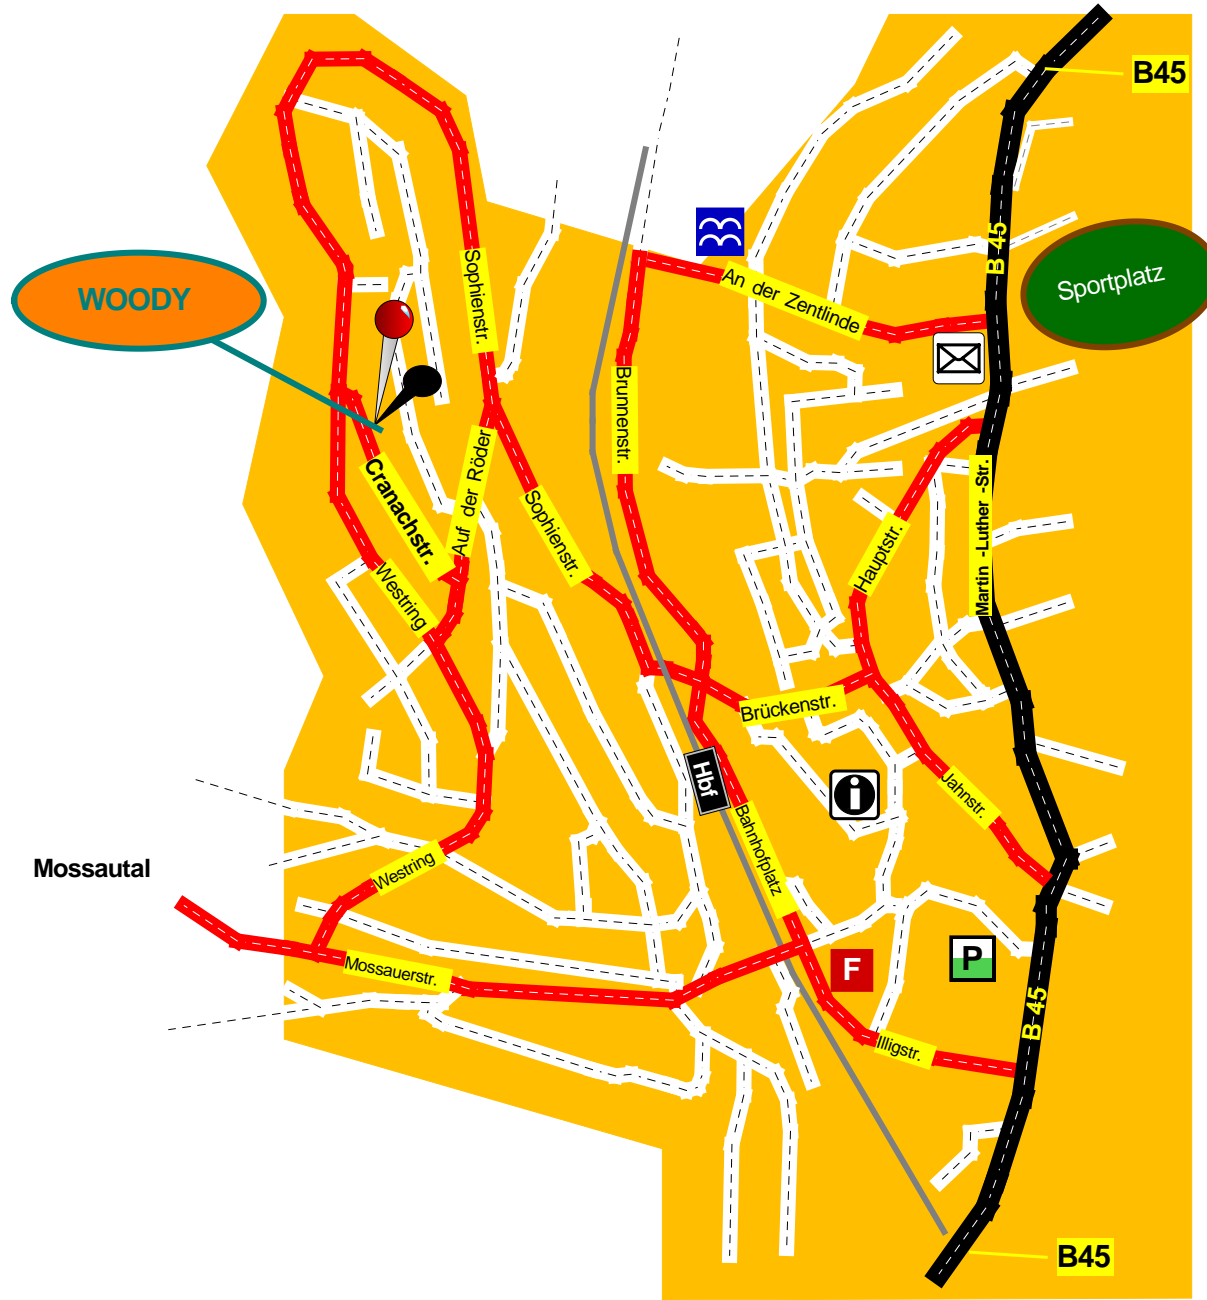 B45
B 45
Sportplatz
WOODY
Sophienstr.
An der Zentlinde
Brunnenstr.
Cranachstr.
Auf der Röder
Sophienstr.
Hauptstr.
Martin -Luther -Str.
Westring
Brückenstr.
Hbf
Bahnhofplatz
i
Jahnstr.
Mossautal
Westring
Mossauerstr.
F
P
B 45
Illigstr.
B45